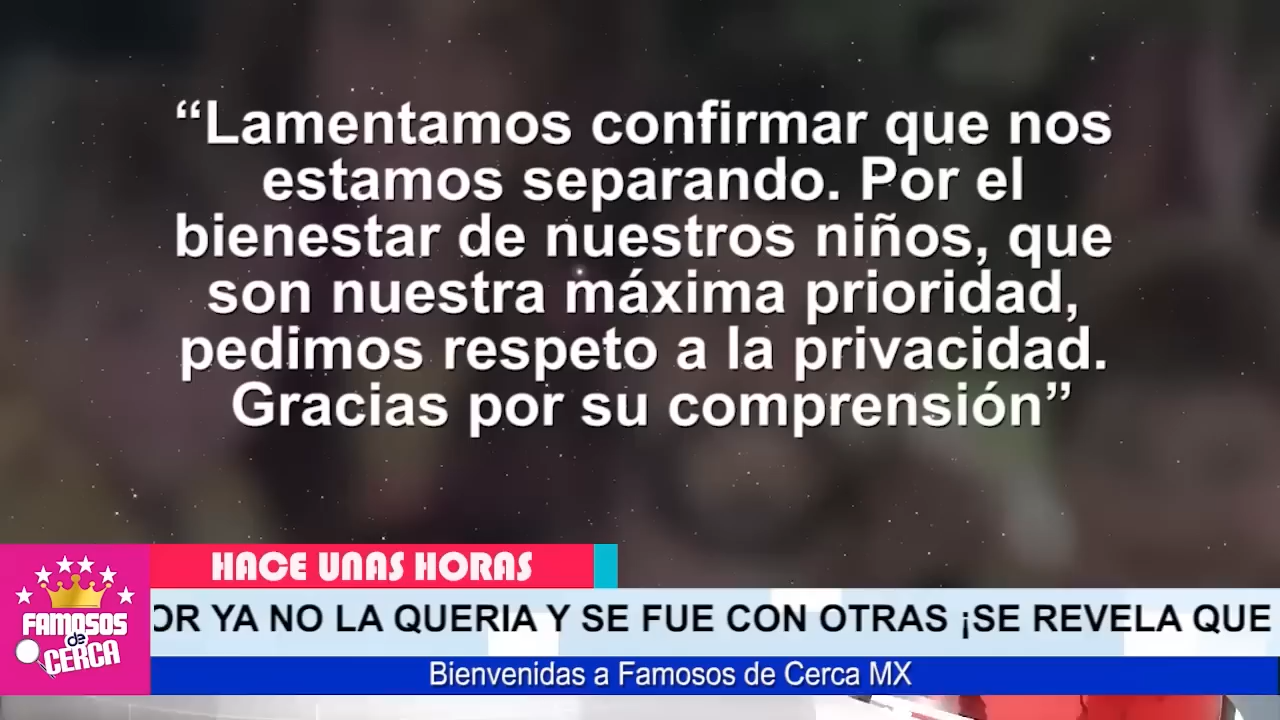 “Lamentamos confirmar que nos
estamos separando. Por el
bienestar de nuestros niños, que
son nuestra máxima prioridad,
pedimos respeto a la privacidad.
Gracias por su comprensión”
HACE UNAS HORAS
FAMOSOS
de
CERCA
OR YA NO LA QUERIA Y SE FUE CON OTRAS ¡SE REVELA QUE
Bienvenidas a Famosos de Cerca MX